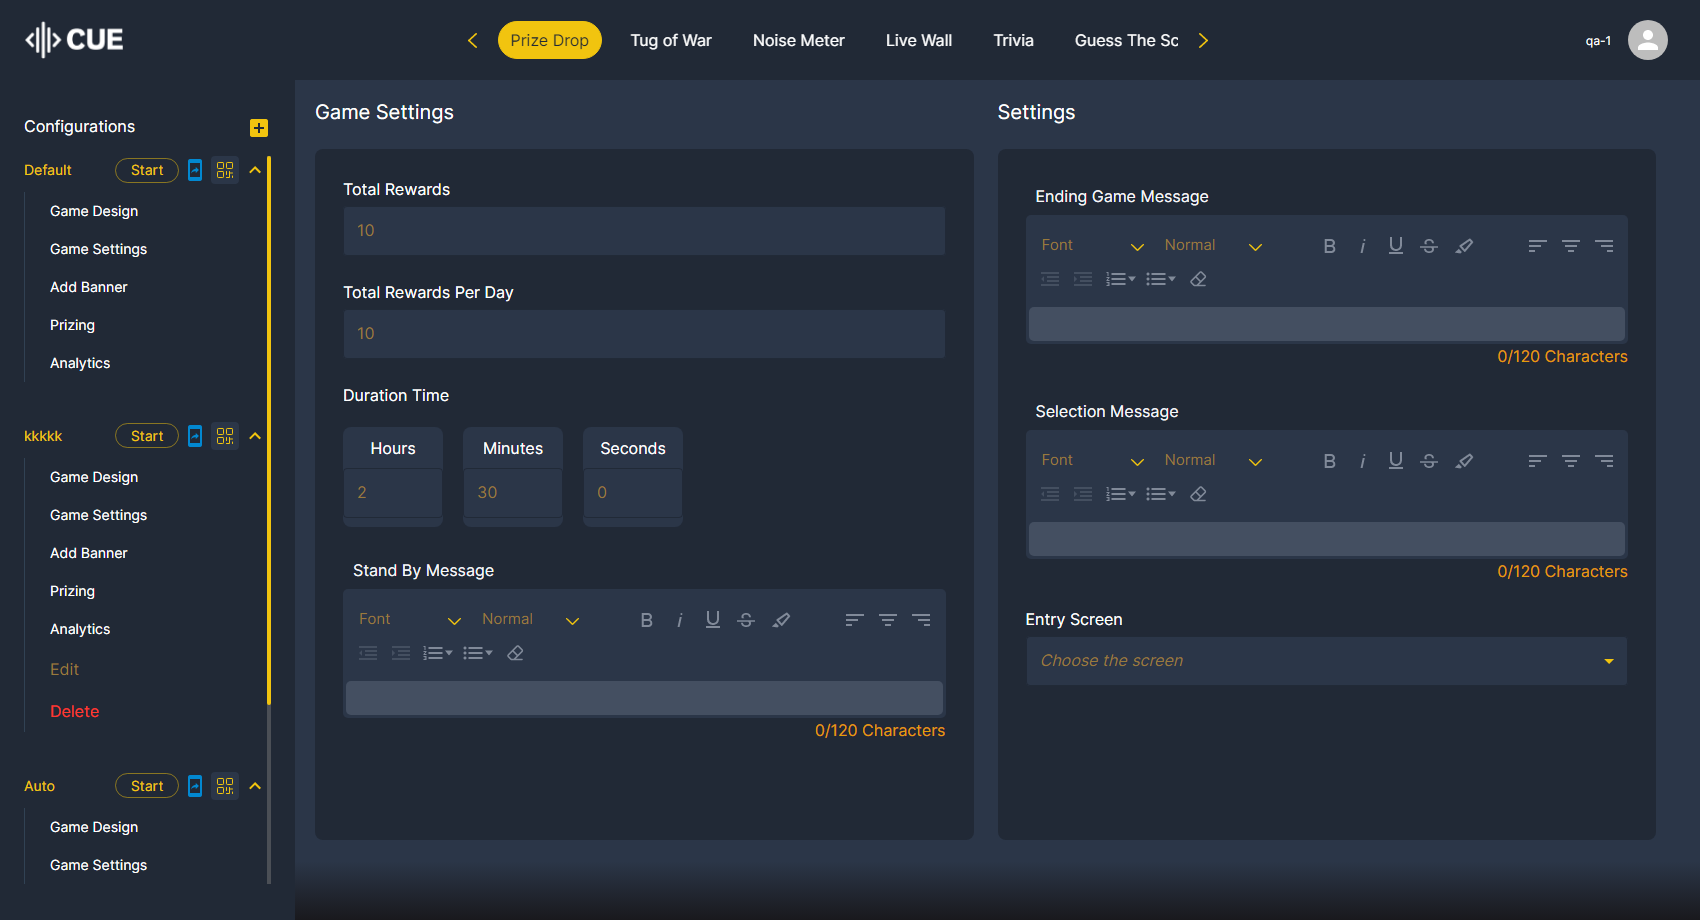 CUE
Prize Drop
Tug of War
Noise Meter
Live Wall
Trivia
Guess The Sc
qa-1
Configurations
Default
Start
Game Design
Game Settings
Add Banner
Prizing
Analytics
kkkkk
Start
Game Design
Game Settings
Add Banner
Prizing
Analytics
Edit
Delete
Auto
Start
Game Design
Game Settings
Game Settings
Total Rewards
10
Total Rewards Per Day
10
Duration Time
Hours
Minutes
Seconds
2
30
0
Stand By Message
Font
Normal
0/120 Characters
Settings
Ending Game Message
Font
Normal
0/120 Characters
Selection Message
Font
Normal
0/120 Characters
Entry Screen
Choose the screen